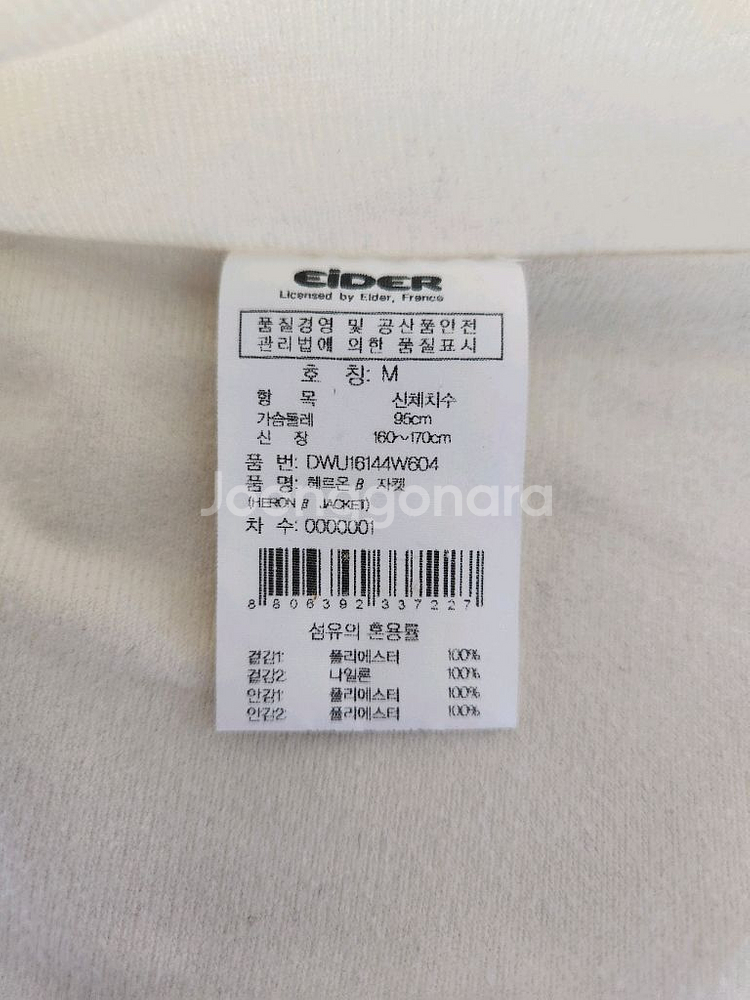 EiDER
Licensed by Eider, France
품질경영 및 공산품안전
관리법에 의한 품질표시
호 칭: M
항 목 신체치수
가슴둘레 95cm
신 장 160~170cm
품 번: DWU16144W604
품 명: 헤르온 β 자켓
(HERON β JACKET)
Joonggonara
차 수: 0000001
8 806392 337227
섬유의 혼용률
겉감1: 폴리에스터 100%
겉감2: 나일론 100%
안감1: 폴리에스터 100%
안감2: 폴리에스터 100%